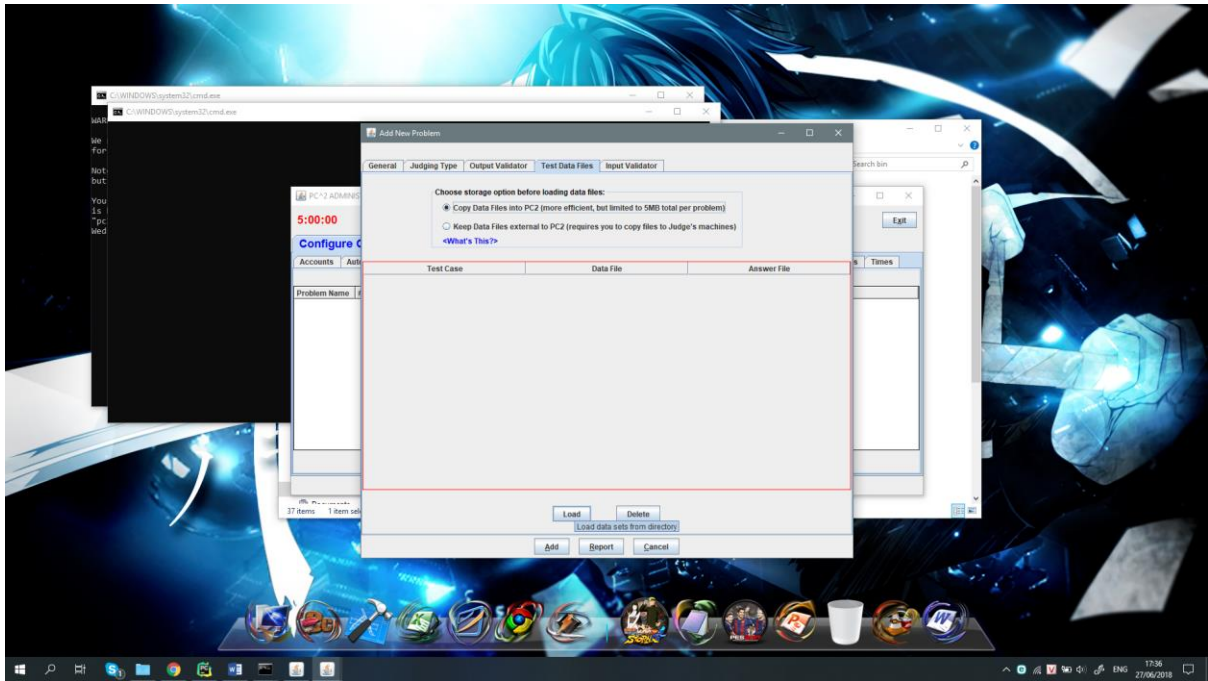 C:\WINDOWS\system32\cmd.exe
C:\WINDOWS\system32\cmd.exe
WAR
We
for
Not
but
You
is
"pc
Wed
Add New Problem
General Judging Type Output Validator Test Data Files Input Validator
Choose storage option before loading data files:
Copy Data Files into PC2 (more efficient, but limited to 5MB total per problem)
Keep Data Files external to PC2 (requires you to copy files to Judge's machines)
<What's This?>
Test Case Data File Answer File
Load Delete
Load data sets from directory
Add Report Cancel
Search bin
PC^2 ADMINIS
5:00:00
Exit
Configure C
Accounts Aut
s Times
Problem Name #
37 items 1 item sel
ENG
17:36
27/06/2018